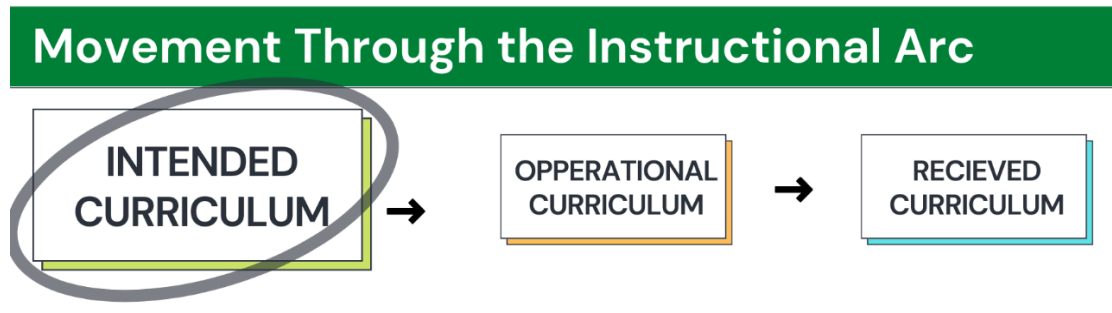 Movement Through the Instructional Arc
INTENDED
CURRICULUM
OPPERATIONAL
CURRICULUM
RECIEVED
CURRICULUM